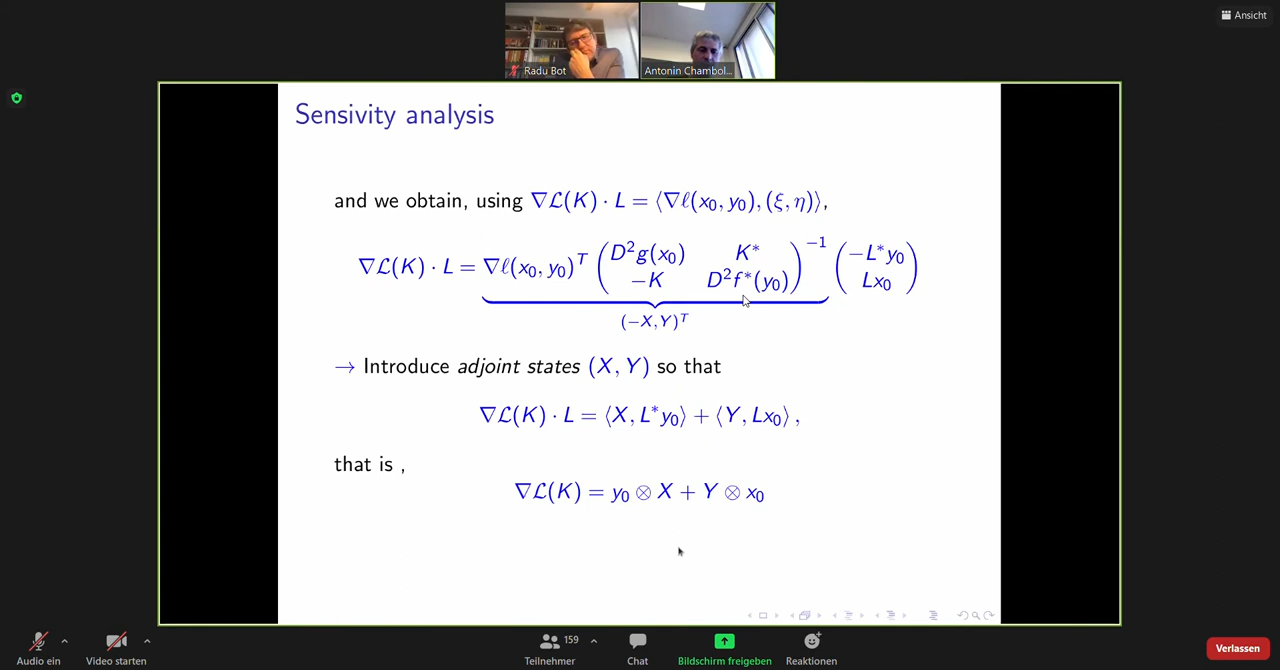 Ansicht
Radu Bot
Antonin Chambol...
Sensivity analysis
and we obtain, using ∇ℒ(K) · L = ⟨∇ℓ(x₀, y₀), (ξ, η)⟩,
∇ℒ(K) · L = ∇ℓ(x₀, y₀)ᵀ ( D²g(x₀) K* ; −K D²f*(y₀) )⁻¹ ( −L*y₀ ; Lx₀ )
(−X, Y)ᵀ
→ Introduce adjoint states (X, Y) so that
∇ℒ(K) · L = ⟨X, L*y₀⟩ + ⟨Y, Lx₀⟩ ,
that is ,
∇ℒ(K) = y₀ ⊗ X + Y ⊗ x₀
Audio ein
Video starten
159
Teilnehmer
Chat
Bildschirm freigeben
Reaktionen
Verlassen